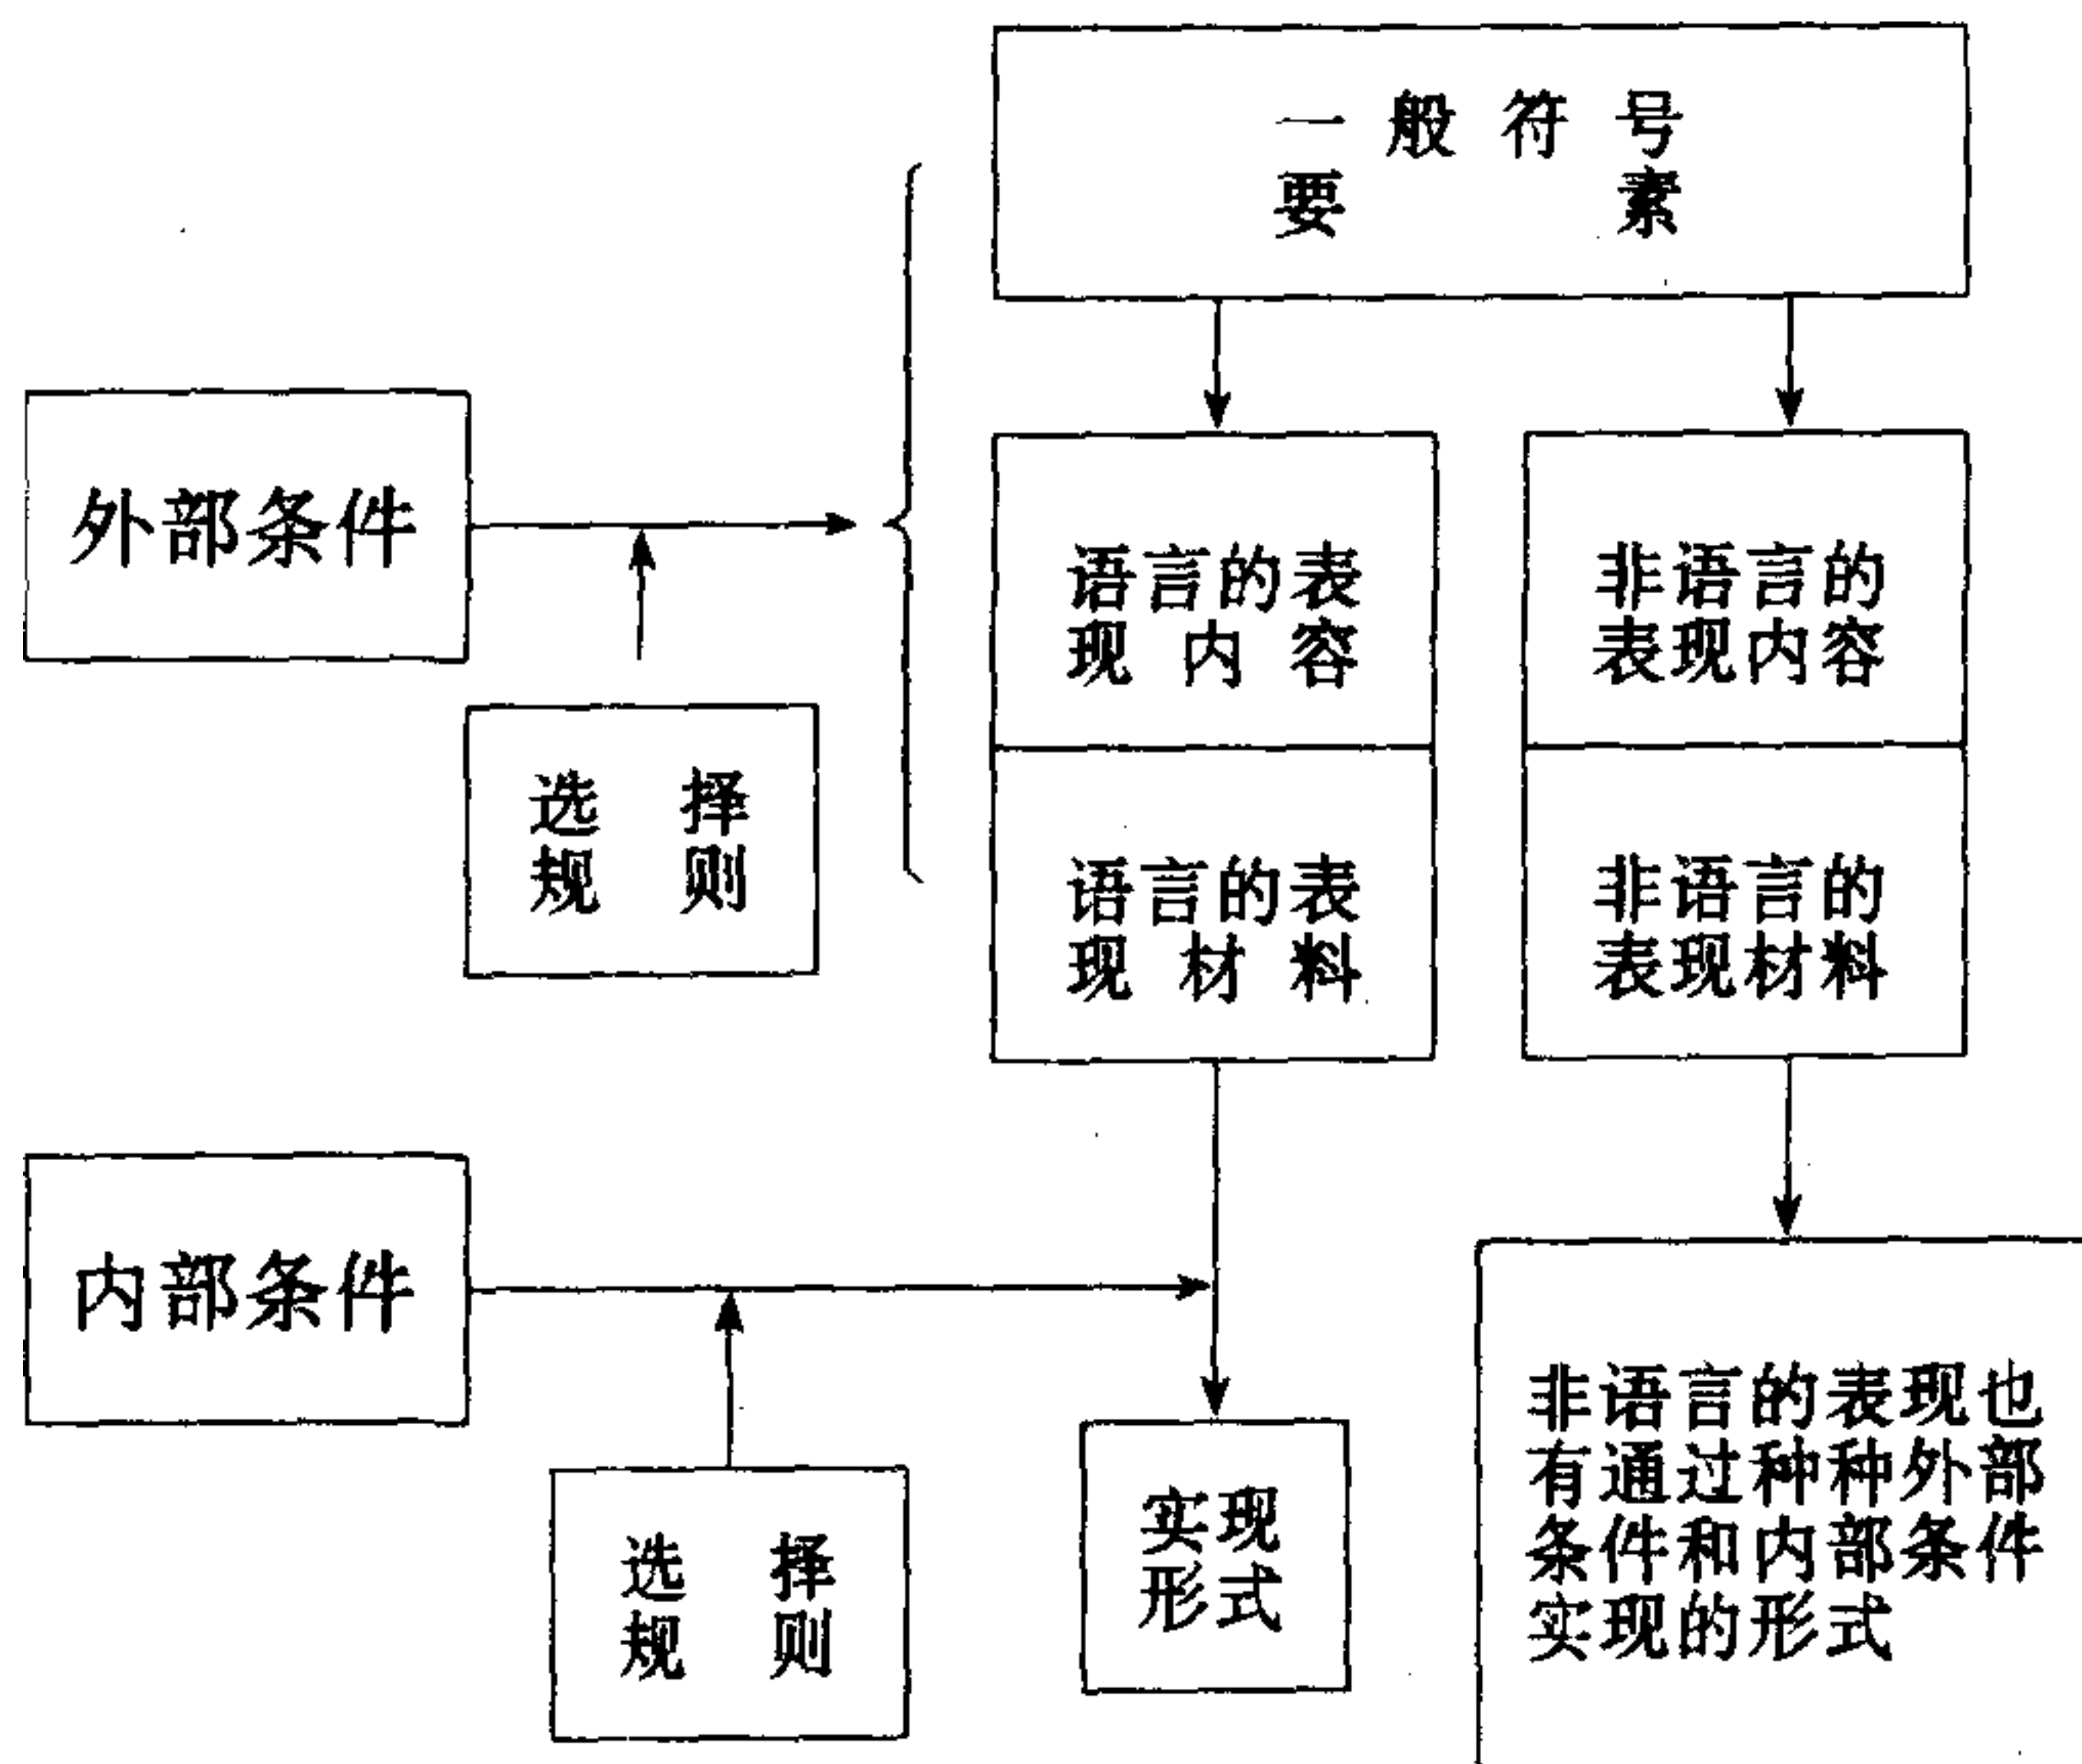 一般符号
要素
外部条件
语言的表
现内容
非语言的
表现内容
选择
规则
语言的表
现材料
非语言的
表现材料
内部条件
选择
规则
实现
形式
非语言的表现也
有通过种种外部
条件和内部条件
实现的形式